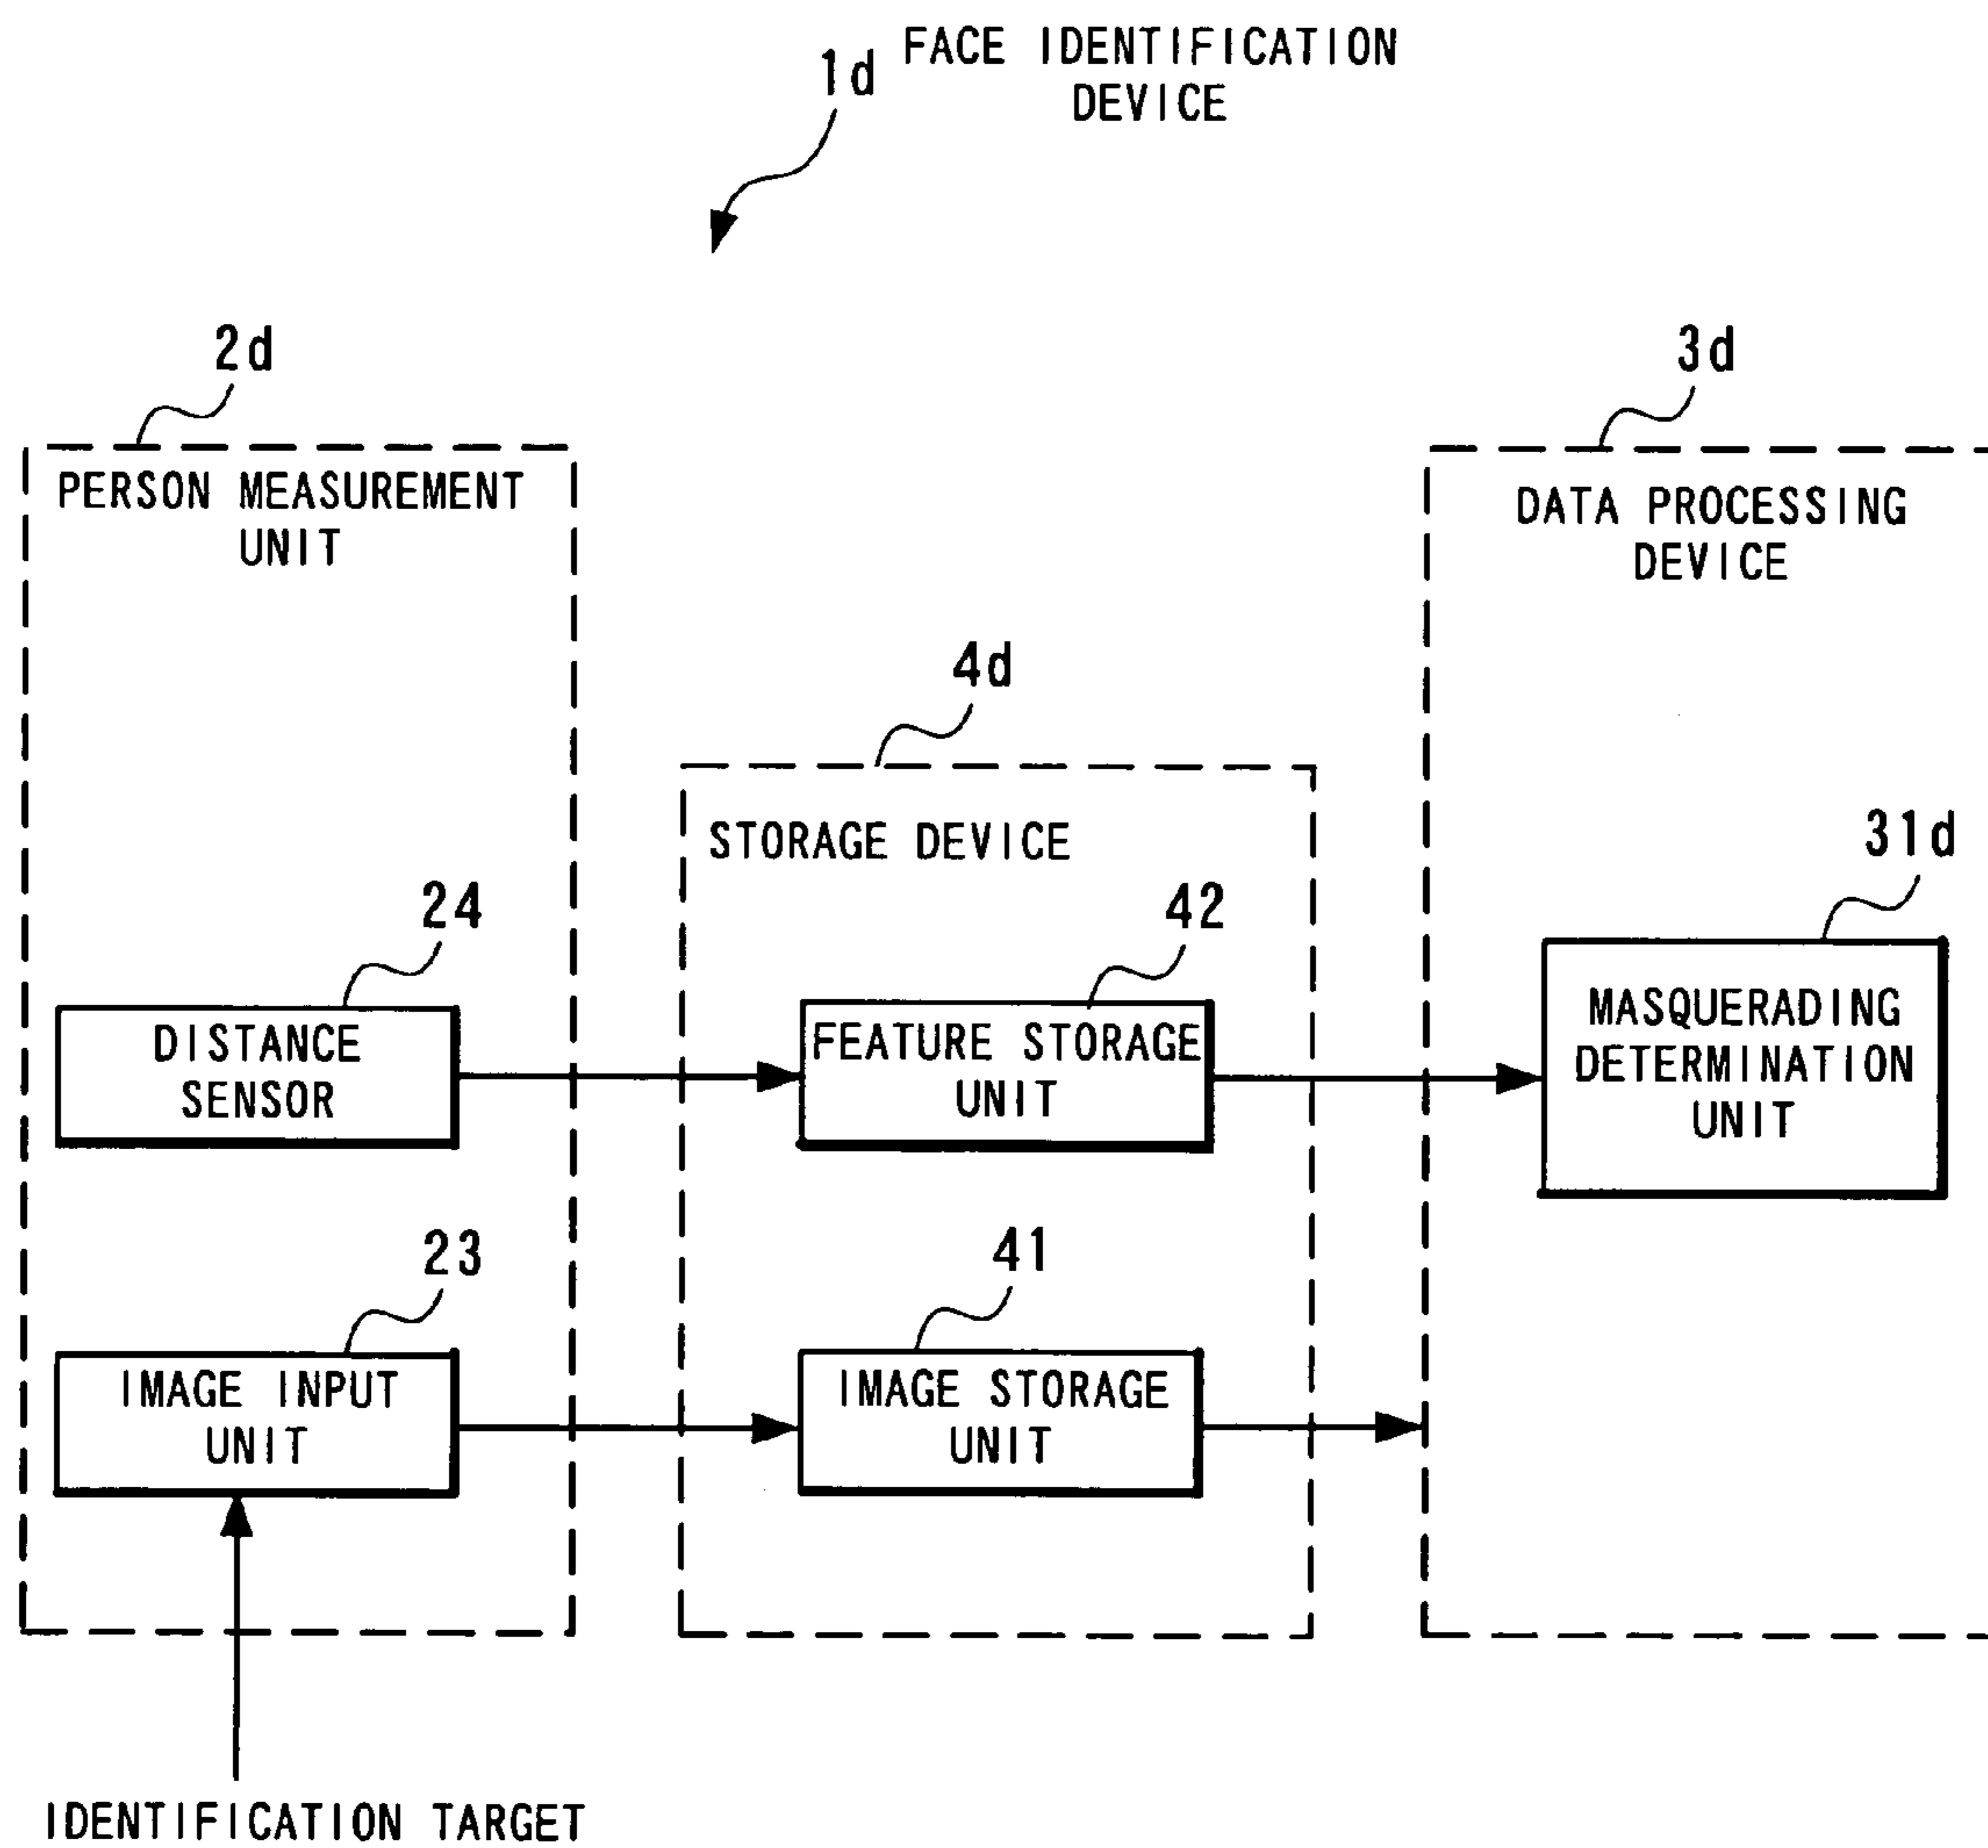 1d
FACE IDENTIFICATION
DEVICE
2d
3d
PERSON MEASUREMENT
UNIT
DATA PROCESSING
DEVICE
4d
STORAGE DEVICE
31d
24
42
DISTANCE
SENSOR
FEATURE STORAGE
UNIT
MASQUERADING
DETERMINATION
UNIT
23
41
IMAGE INPUT
UNIT
IMAGE STORAGE
UNIT
IDENTIFICATION TARGET